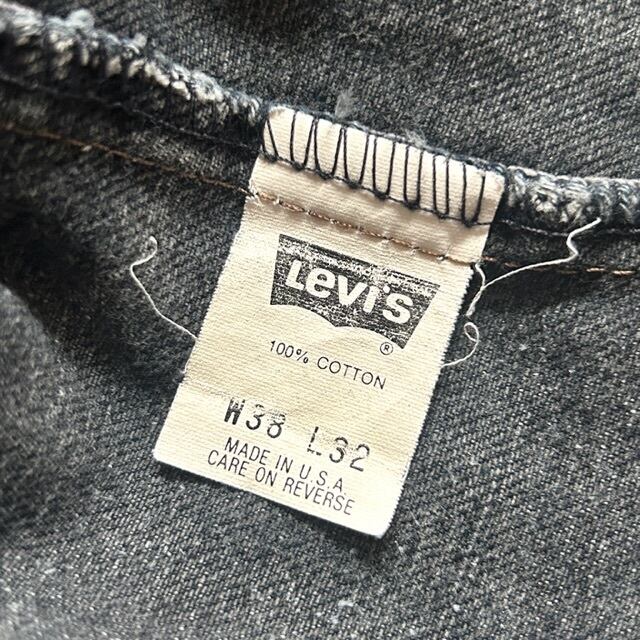 Levi's
®
100% COTTON
W38 L32
MADE IN U.S.A.
CARE ON REVERSE